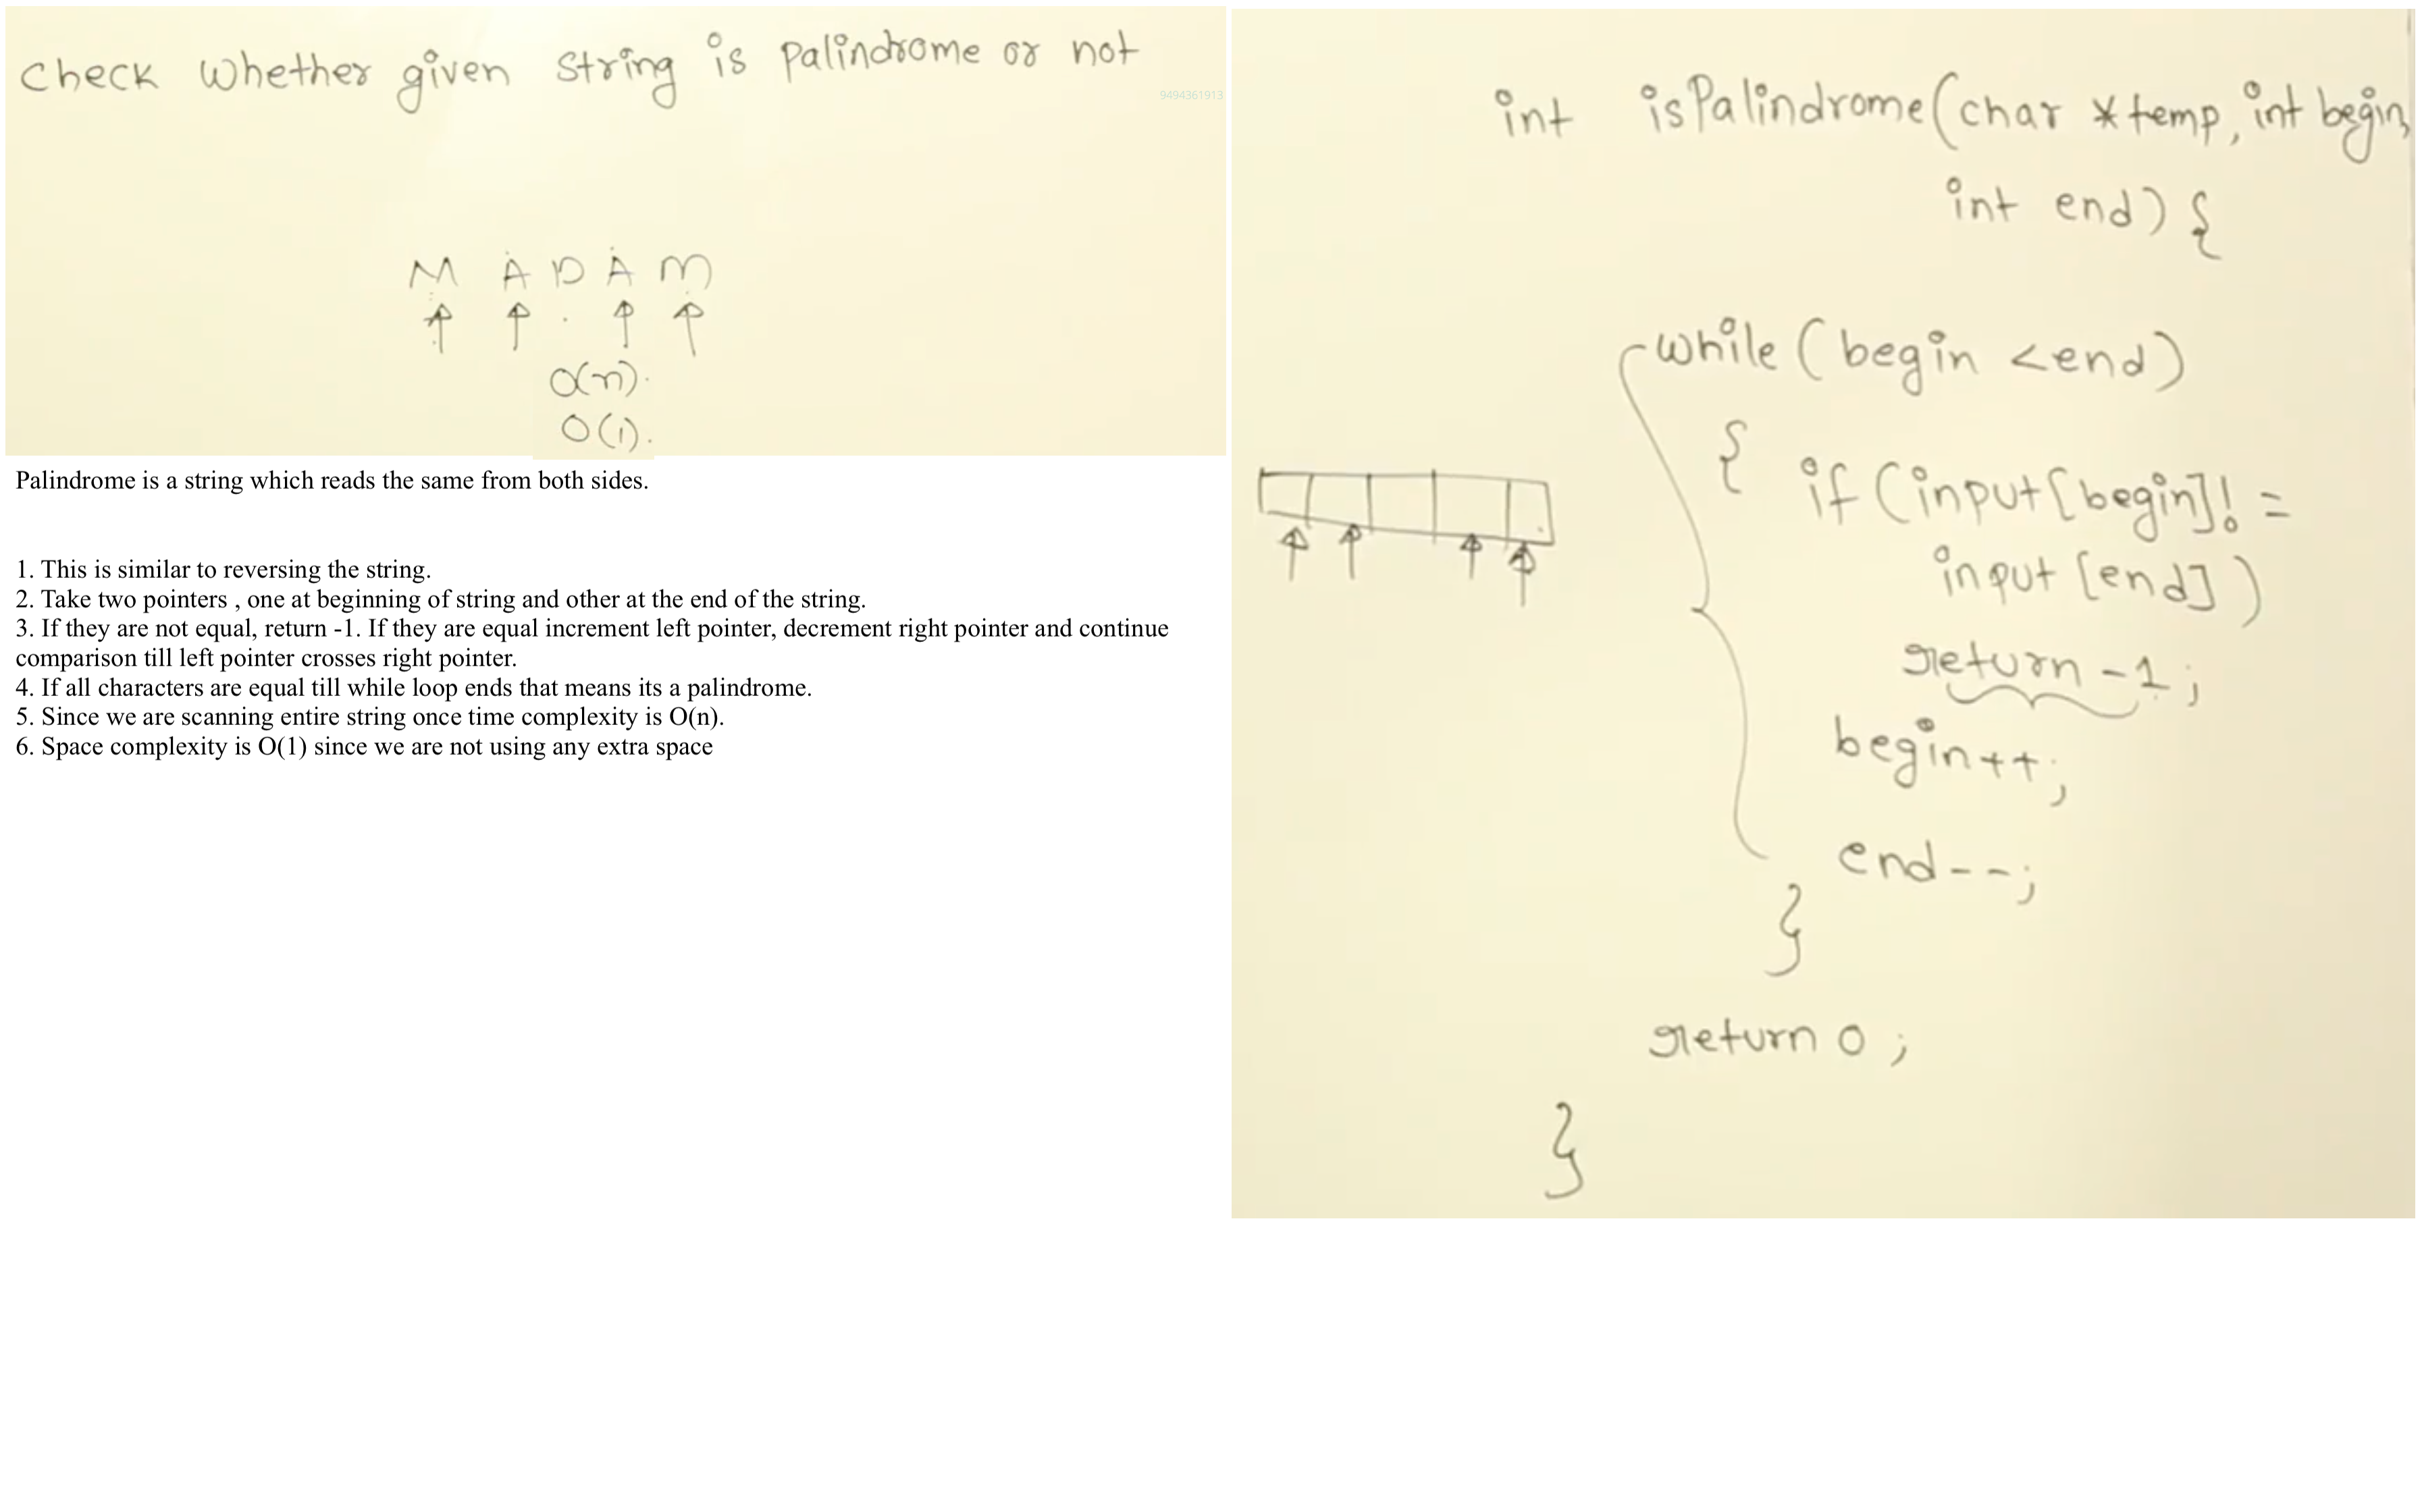 Check Whether given String is Palindrome or not
9494361913
M A D A M
O(n).
O(1).
Palindrome is a string which reads the same from both sides.
1. This is similar to reversing the string.
2. Take two pointers , one at beginning of string and other at the end of the string.
3. If they are not equal, return -1. If they are equal increment left pointer, decrement right pointer and continue
comparison till left pointer crosses right pointer.
4. If all characters are equal till while loop ends that means its a palindrome.
5. Since we are scanning entire string once time complexity is O(n).
6. Space complexity is O(1) since we are not using any extra space
int isPalindrome(char *temp, int begin,
int end) {
while (begin <end)
{ if (input[begin]! =
input [end])
return -1;
begin++;
end--;
}
return 0;
}